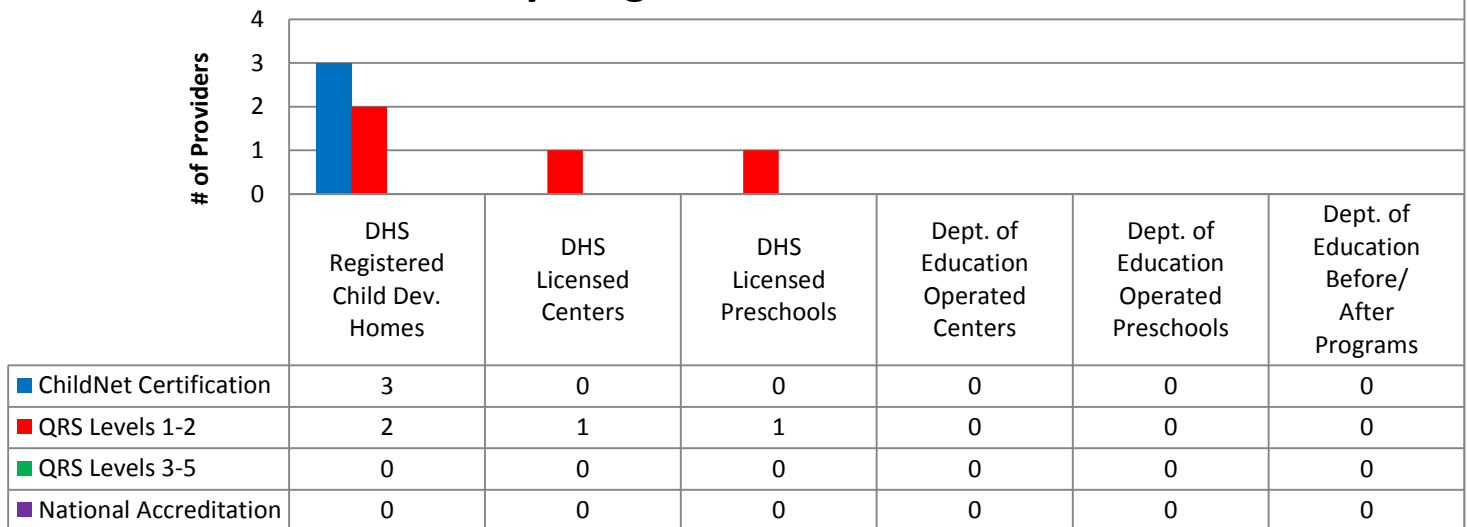 4
3
2
1
0
# of Providers
DHS
Registered
Child Dev.
Homes
DHS
Licensed
Centers
DHS
Licensed
Preschools
Dept. of
Education
Operated
Centers
Dept. of
Education
Operated
Preschools
Dept. of
Education
Before/
After
Programs
ChildNet Certification 3 0 0 0 0 0
QRS Levels 1-2 2 1 1 0 0 0
QRS Levels 3-5 0 0 0 0 0 0
National Accreditation 0 0 0 0 0 0